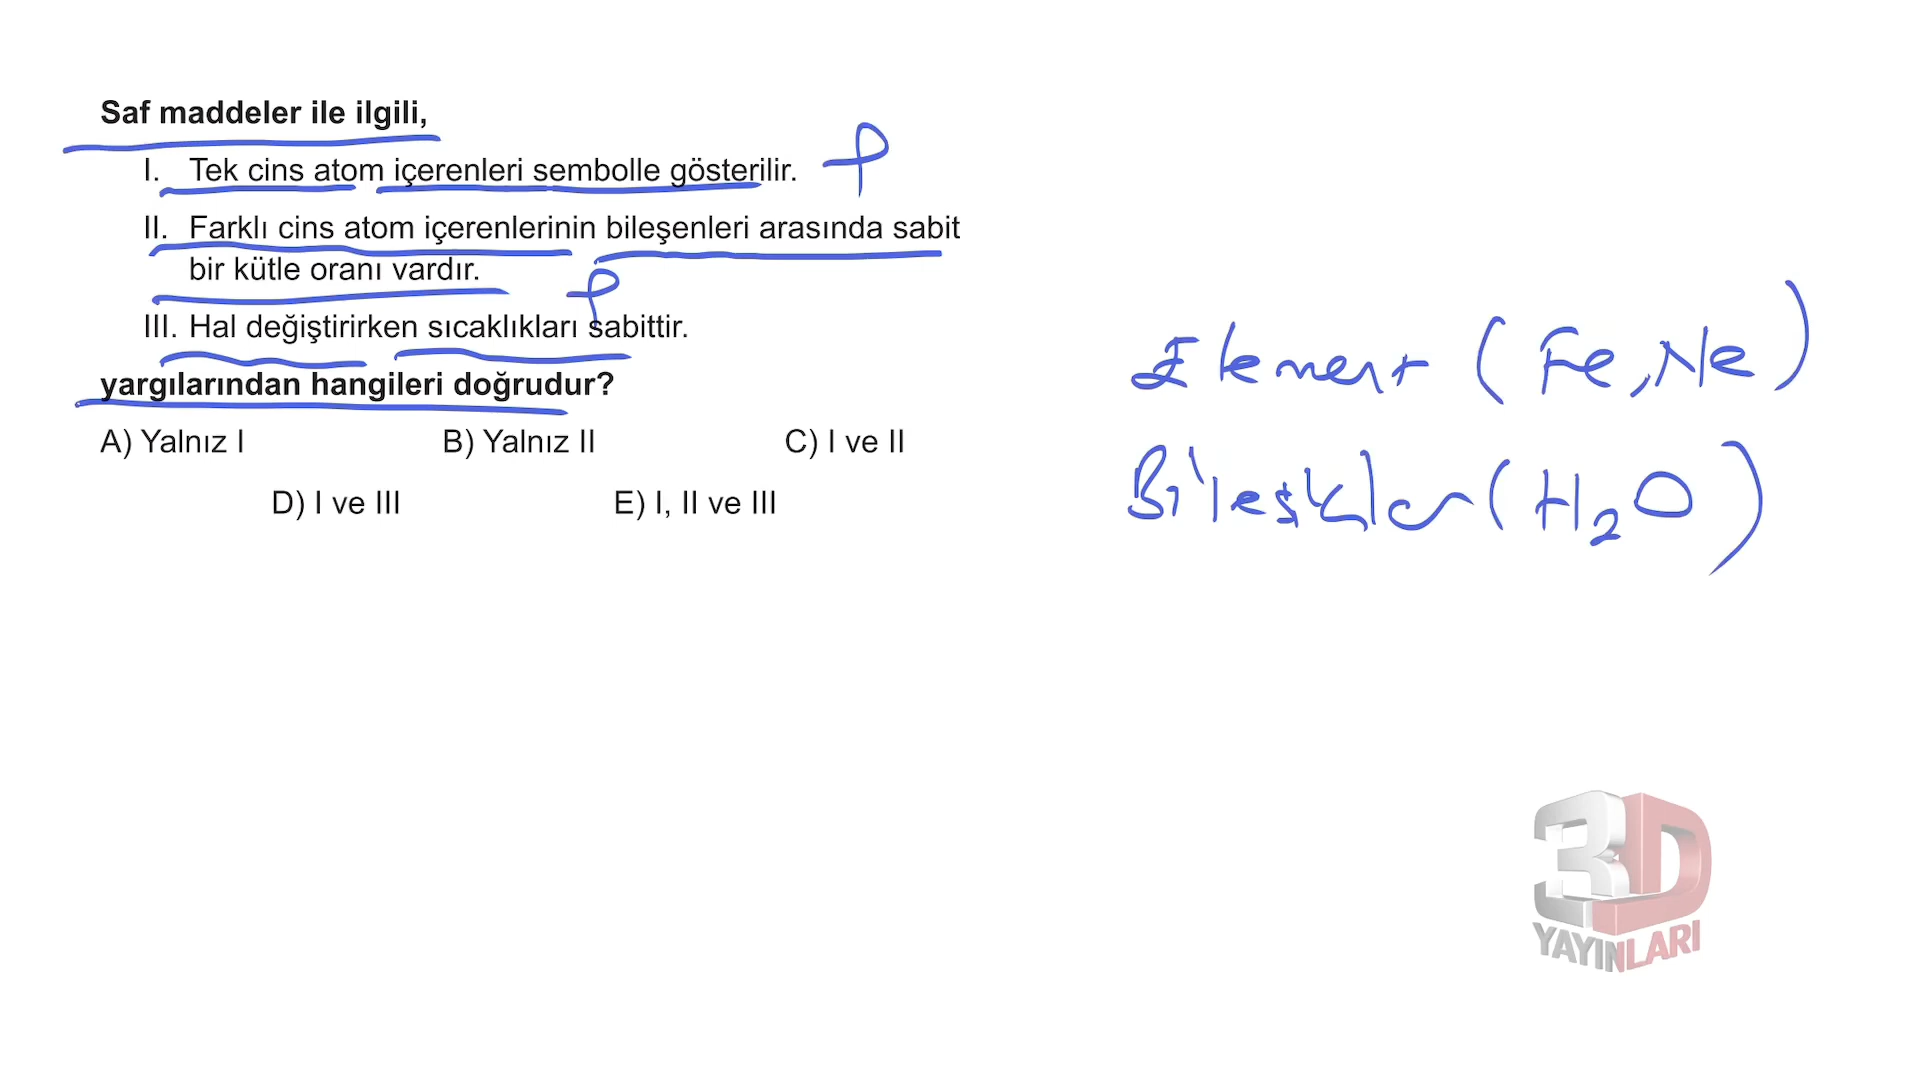 Saf maddeler ile ilgili,
I. Tek cins atom içerenleri sembolle gösterilir.
II. Farklı cins atom içerenlerinin bileşenleri arasında sabit
bir kütle oranı vardır.
III. Hal değiştirirken sıcaklıkları sabittir.
yargılarından hangileri doğrudur?
A) Yalnız I B) Yalnız II C) I ve II
D) I ve III E) I, II ve III
Element (Fe, Ne)
(H₂O)
3D
YAYINLARI